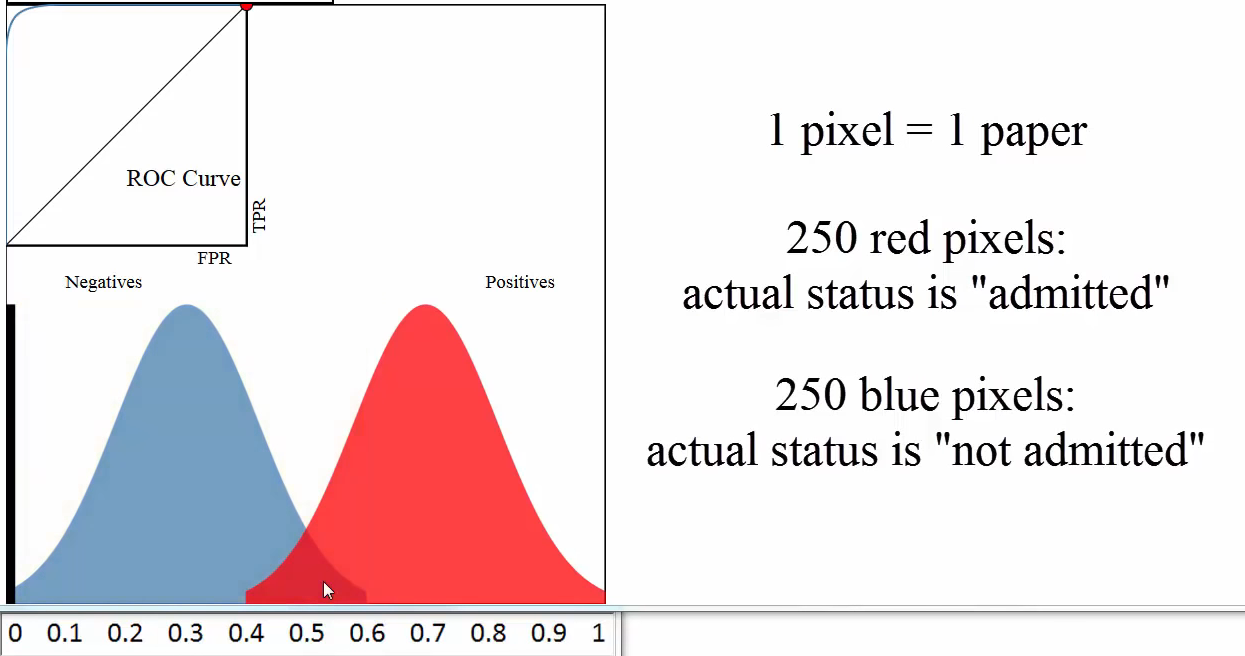 1 pixel = 1 paper
ROC Curve
TPR
250 red pixels:
FPR
actual status is "admitted"
Negatives
Positives
250 blue pixels:
actual status is "not admitted"
0 0.1 0.2 0.3 0.4 0.5 0.6 0.7 0.8 0.9 1